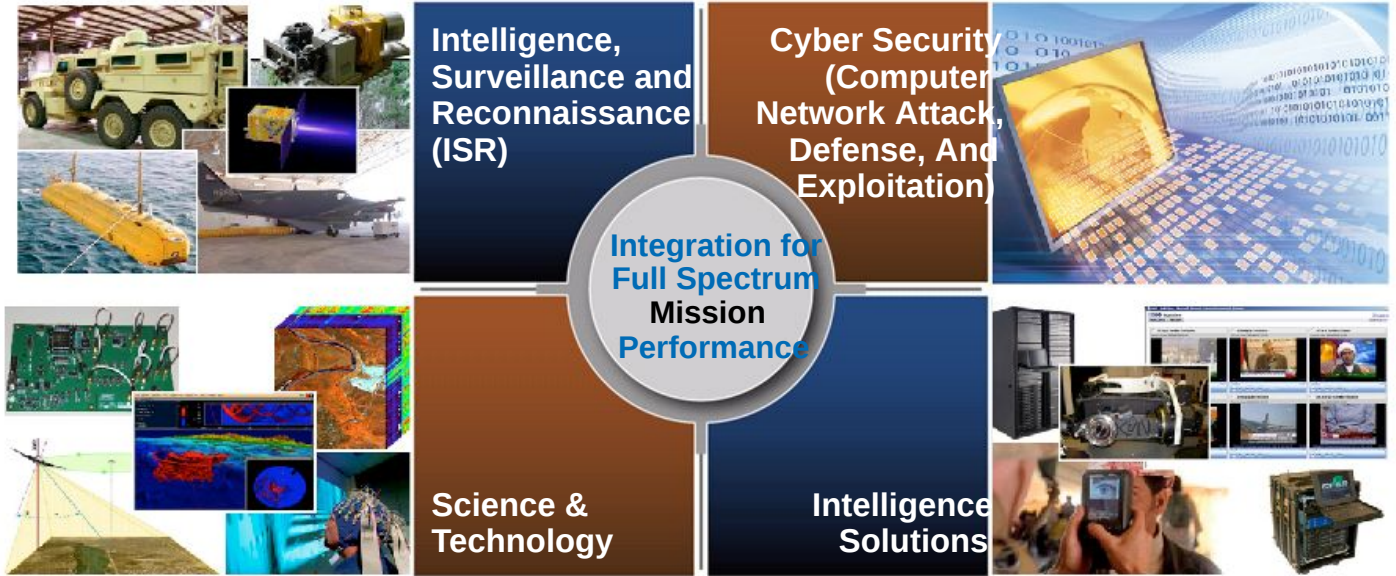 Intelligence,
Surveillance and
Reconnaissance
(ISR)
Cyber Security
(Computer
Network Attack,
Defense, And
Exploitation)
Integration for
Full Spectrum
Mission
Performance
Science &
Technology
Intelligence
Solutions